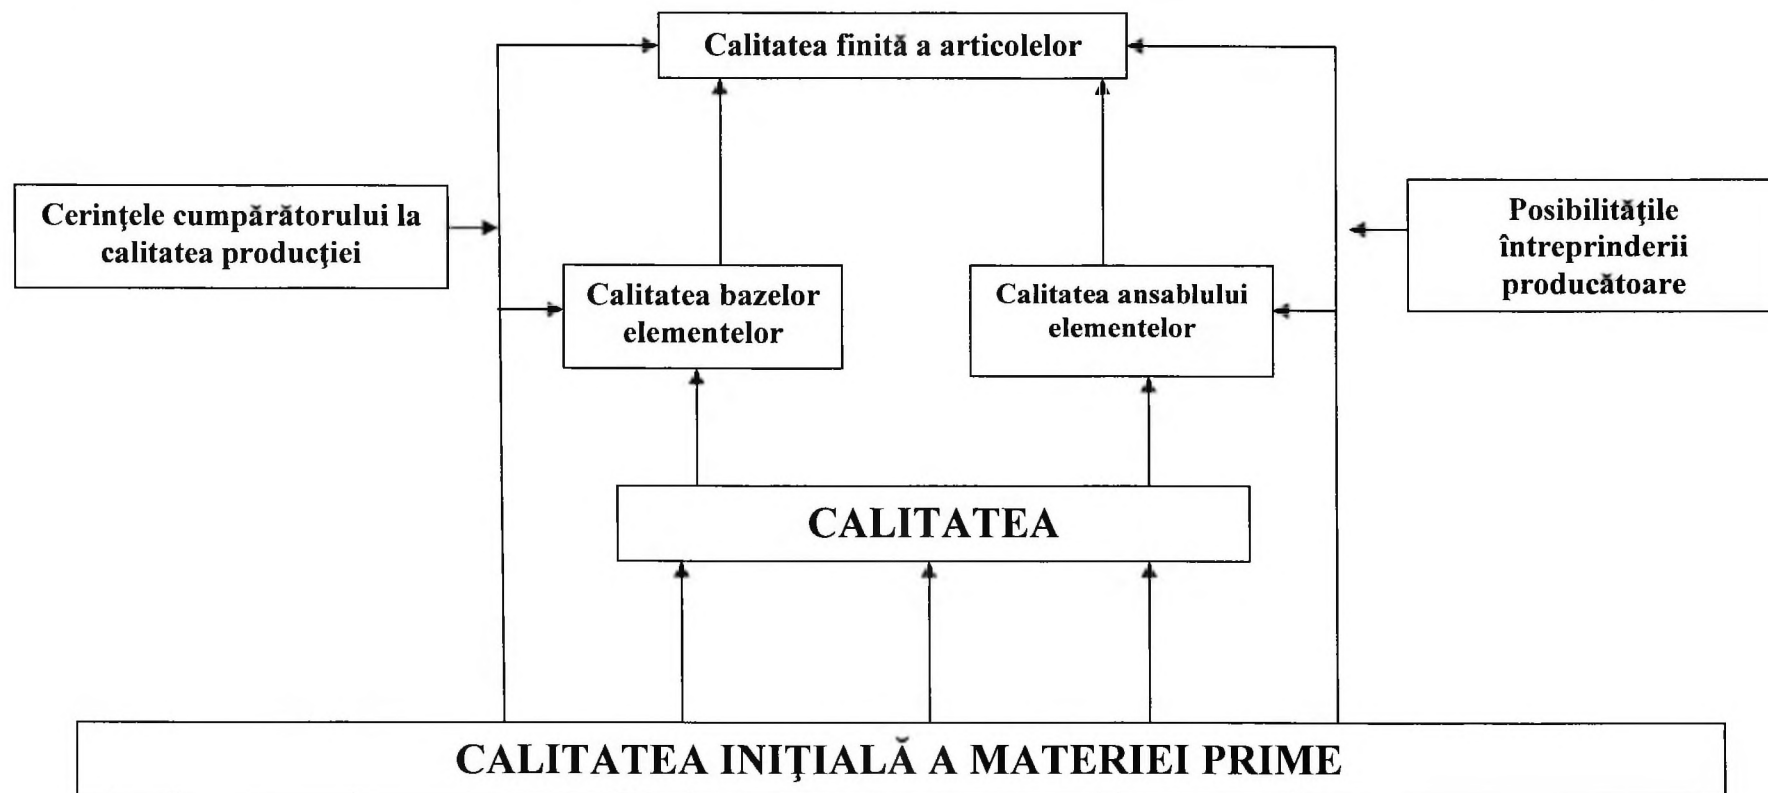 Calitatea finită a articolelor
Cerinţele cumpărătorului la
calitatea producţiei
Posibilităţile
întreprinderii
producătoare
Calitatea bazelor
elementelor
Calitatea ansablului
elementelor
CALITATEA
CALITATEA INIŢIALĂ A MATERIEI PRIME